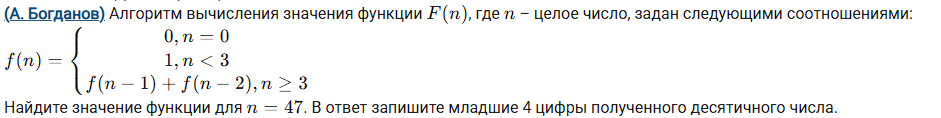 (А. Богданов) Алгоритм вычисления значения функции F(n), где n − целое число, задан следующими соотношениями:
0, n = 0
f(n) = { 1, n < 3
f(n − 1) + f(n − 2), n ≥ 3
Найдите значение функции для n = 47. В ответ запишите младшие 4 цифры полученного десятичного числа.